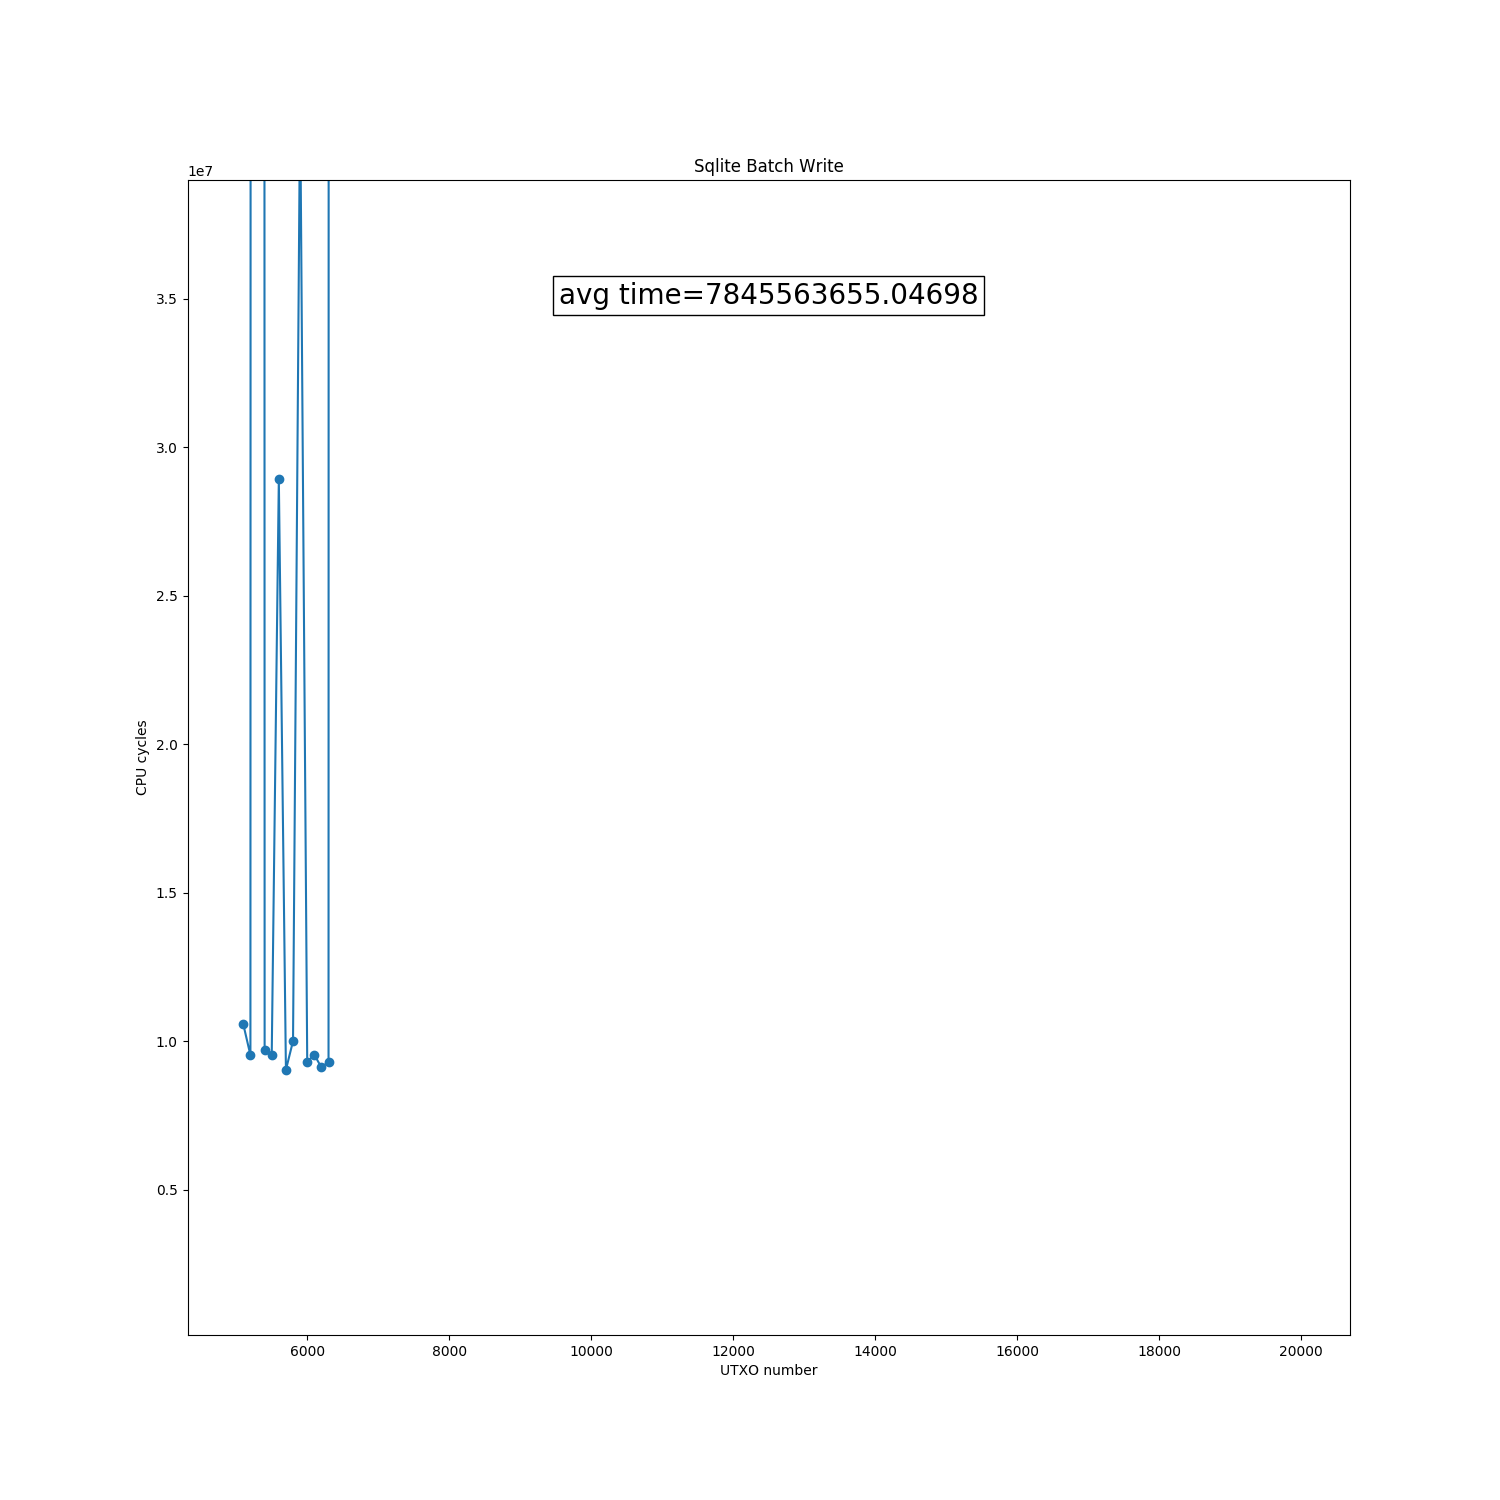 Sqlite Batch Write
1e7
avg time=7845563655.04698
3.5
3.0
2.5
2.0
1.5
1.0
0.5
CPU cycles
6000 8000 10000 12000 14000 16000 18000 20000
UTXO number